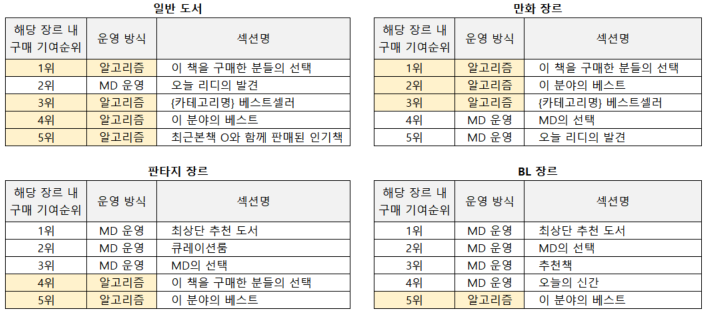 일반 도서
해당 장르 내 구매 기여순위 운영 방식 섹션명
1위 알고리즘 이 책을 구매한 분들의 선택
2위 MD 운영 오늘 리디의 발견
3위 알고리즘 {카테고리명} 베스트셀러
4위 알고리즘 이 분야의 베스트
5위 알고리즘 최근본책 O와 함께 판매된 인기책
만화 장르
해당 장르 내 구매 기여순위 운영 방식 섹션명
1위 알고리즘 이 책을 구매한 분들의 선택
2위 알고리즘 이 분야의 베스트
3위 알고리즘 {카테고리명} 베스트셀러
4위 MD 운영 MD의 선택
5위 MD 운영 오늘 리디의 발견
판타지 장르
해당 장르 내 구매 기여순위 운영 방식 섹션명
1위 MD 운영 최상단 추천 도서
2위 MD 운영 큐레이션룸
3위 MD 운영 MD의 선택
4위 알고리즘 이 책을 구매한 분들의 선택
5위 알고리즘 이 분야의 베스트
BL 장르
해당 장르 내 구매 기여순위 운영 방식 섹션명
1위 MD 운영 최상단 추천 도서
2위 MD 운영 MD의 선택
3위 MD 운영 추천책
4위 MD 운영 오늘의 신간
5위 알고리즘 이 분야의 베스트